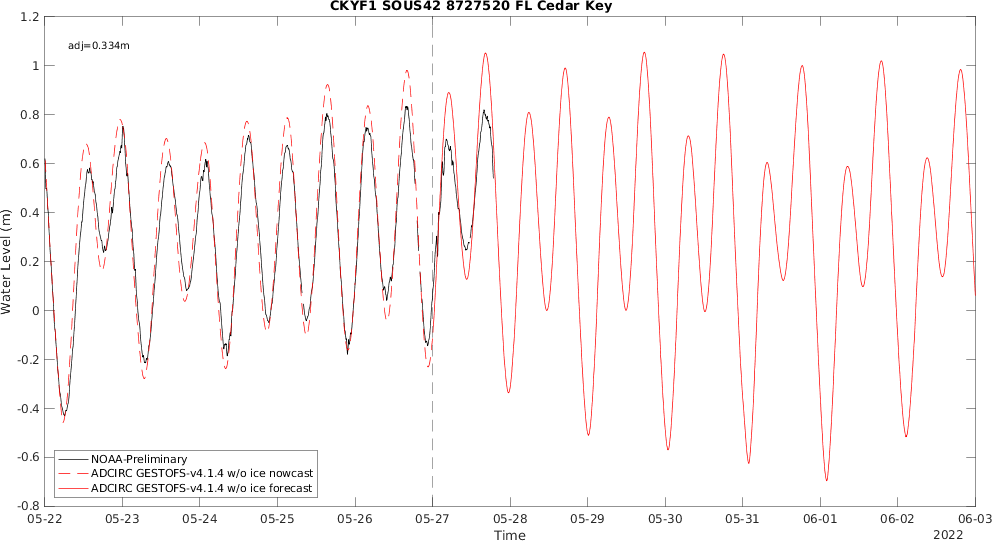 CKYF1 SOUS42 8727520 FL Cedar Key
adj=0.334m
Water Level (m)
1.2
1
0.8
0.6
0.4
0.2
0
-0.2
-0.4
-0.6
-0.8
NOAA-Preliminary
ADCIRC GESTOFS-v4.1.4 w/o ice nowcast
ADCIRC GESTOFS-v4.1.4 w/o ice forecast
05-22 05-23 05-24 05-25 05-26 05-27 05-28 05-29 05-30 05-31 06-01 06-02 06-03
Time
2022